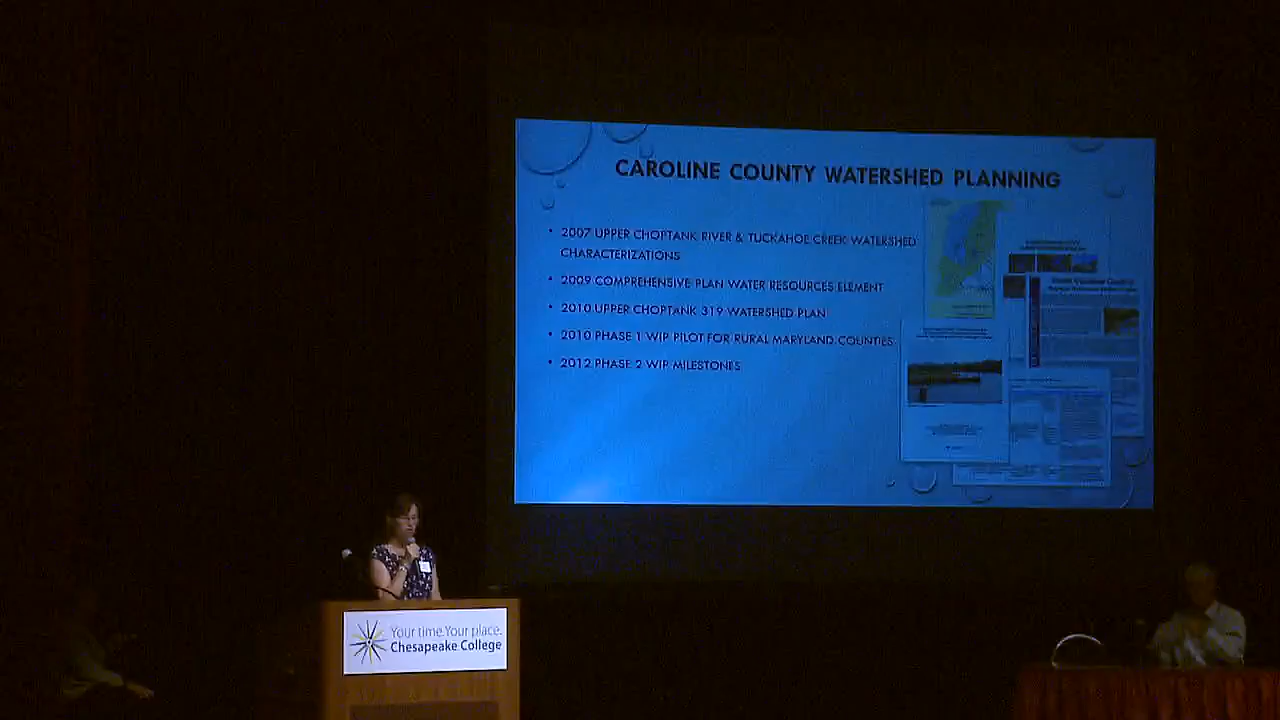 CAROLINE COUNTY WATERSHED PLANNING
• 2007 UPPER CHOPTANK RIVER & TUCKAHOE CREEK WATERSHED
CHARACTERIZATIONS
• 2009 COMPREHENSIVE PLAN WATER RESOURCES ELEMENT
• 2010 UPPER CHOPTANK 319 WATERSHED PLAN
• 2010 PHASE 1 WIP PILOT FOR RURAL MARYLAND COUNTIES
• 2012 PHASE 2 WIP MILESTONES
Your time.Your place.
Chesapeake College